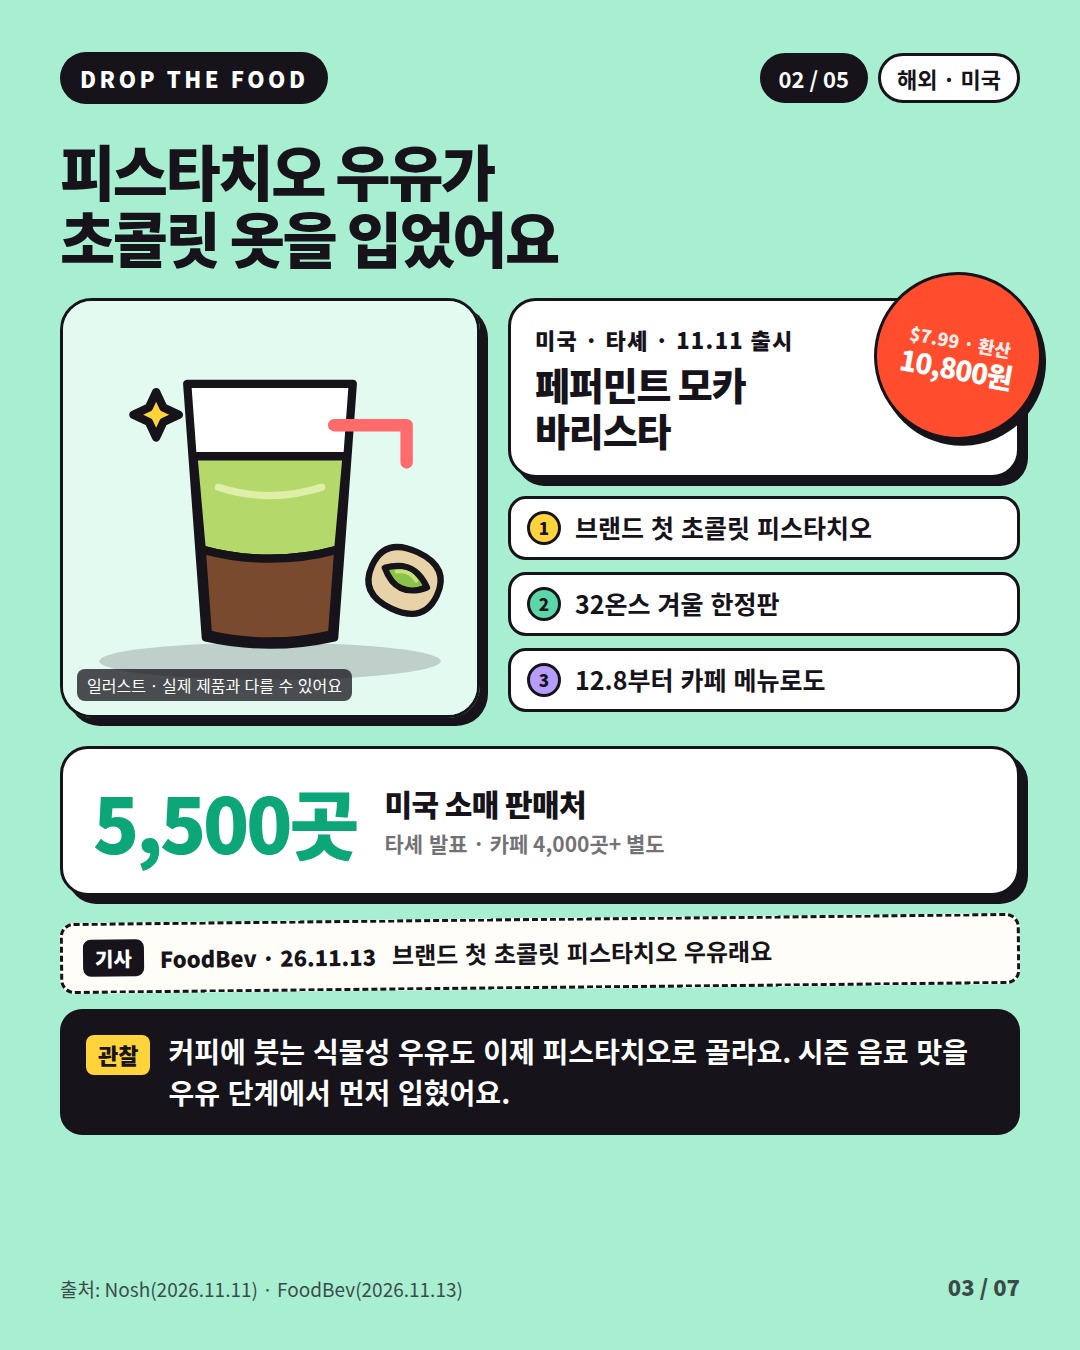 DROP THE FOOD
02 / 05
해외 · 미국
피스타치오 우유가
초콜릿 옷을 입었어요
미국 · 타셰 · 11.11 출시
페퍼민트 모카
바리스타
$7.99 · 환산
10,800원
1 브랜드 첫 초콜릿 피스타치오
2 32온스 겨울 한정판
3 12.8부터 카페 메뉴로도
일러스트 · 실제 제품과 다를 수 있어요
5,500곳
미국 소매 판매처
타셰 발표 · 카페 4,000곳+ 별도
기사 FoodBev · 26.11.13 브랜드 첫 초콜릿 피스타치오 우유래요
관찰 커피에 붓는 식물성 우유도 이제 피스타치오로 골라요. 시즌 음료 맛을
우유 단계에서 먼저 입혔어요.
출처: Nosh(2026.11.11) · FoodBev(2026.11.13)
03 / 07